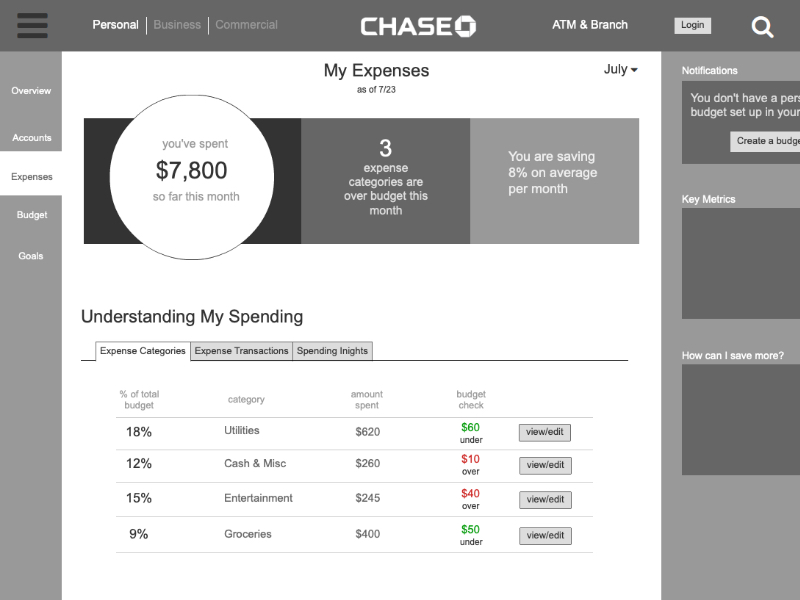 Personal Business Commercial CHASE ATM & Branch Login
My Expenses
as of 7/23
July
Overview
Accounts
Expenses
Budget
Goals
you've spent
$7,800
so far this month
3
expense
categories are
over budget this
month
You are saving
8% on average
per month
Understanding My Spending
Expense Categories Expense Transactions Spending Inights
% of total budget category amount spent budget check
18% Utilities $620 $60 under view/edit
12% Cash & Misc $260 $10 over view/edit
15% Entertainment $245 $40 over view/edit
9% Groceries $400 $50 under view/edit
Notifications
You don't have a pers
budget set up in your
Create a budge
Key Metrics
How can I save more?